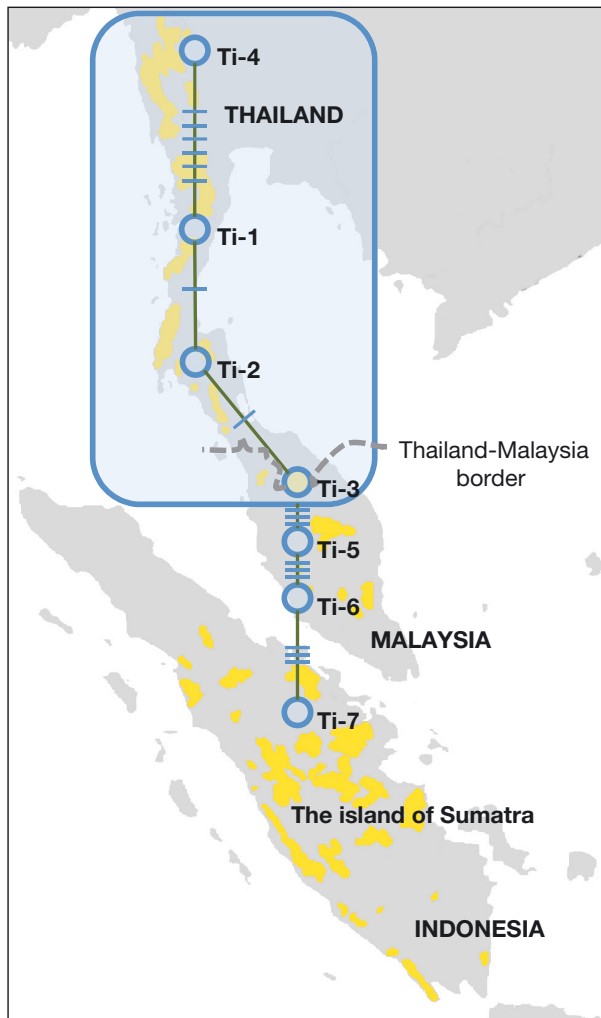 Ti-4
THAILAND
Ti-1
Ti-2
Thailand-Malaysia
border
Ti-3
Ti-5
Ti-6
MALAYSIA
Ti-7
The island of Sumatra
INDONESIA